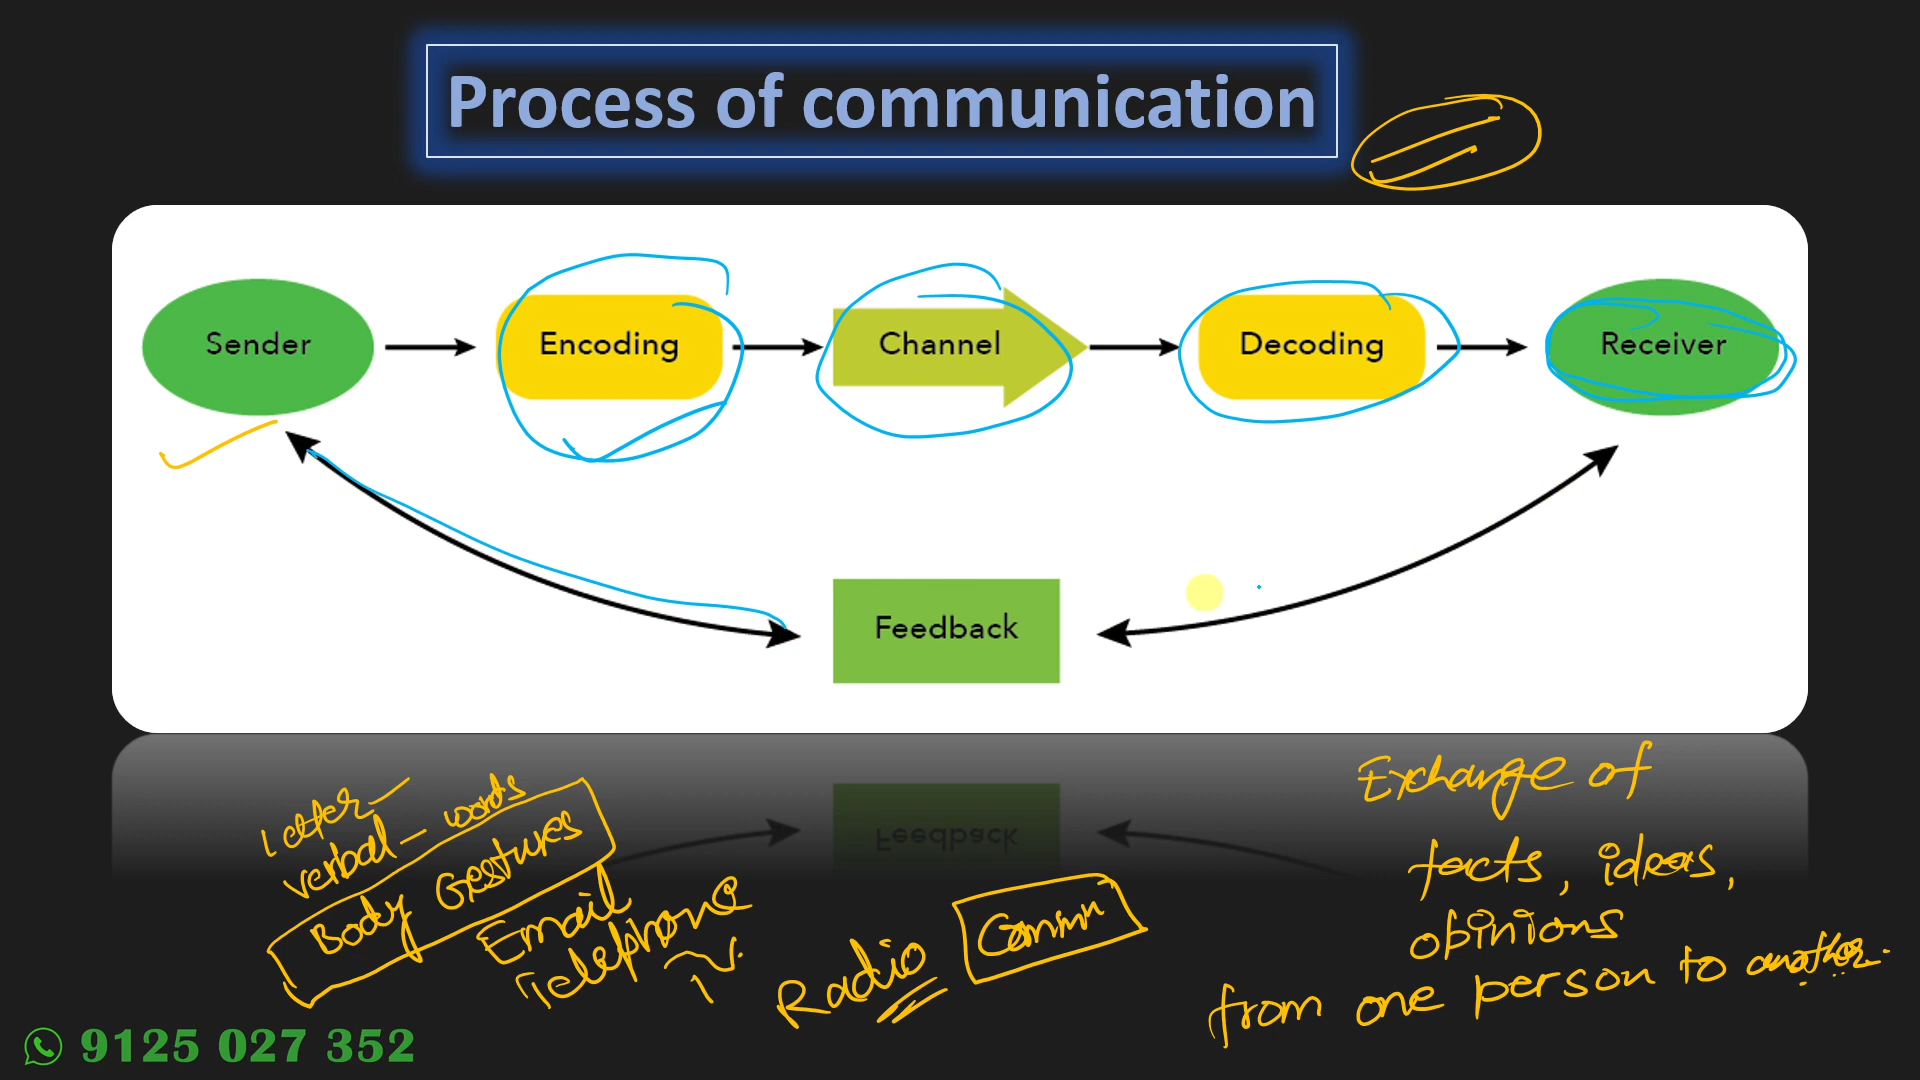 Process of communication
Sender
Encoding
Channel
Decoding
Receiver
Feedback
Feedback
Letter
verbal - words
Body Gestures
Email
Telephone
T.V.
Radio
Comm
Exchange of
facts, ideas,
opinions
from one person to another.
9125 027 352